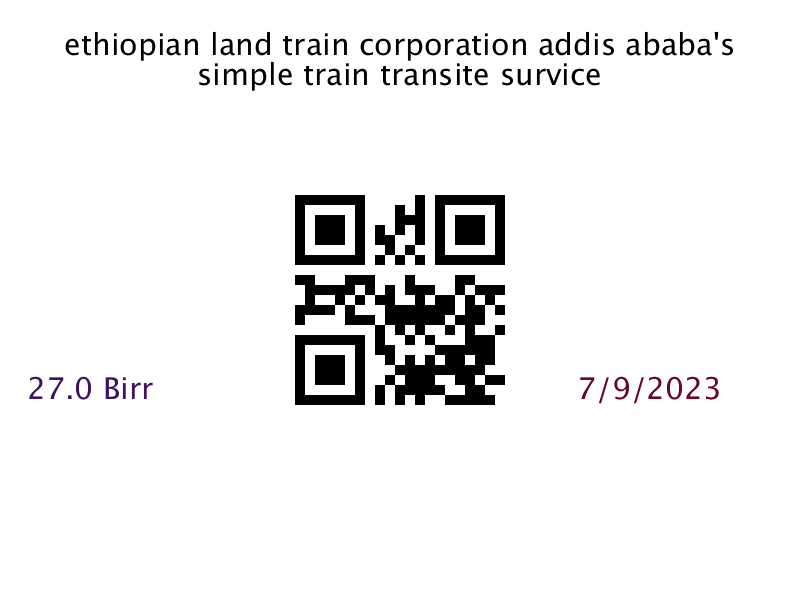 ethiopian land train corporation addis ababa's
simple train transite survice
27.0 Birr
7/9/2023